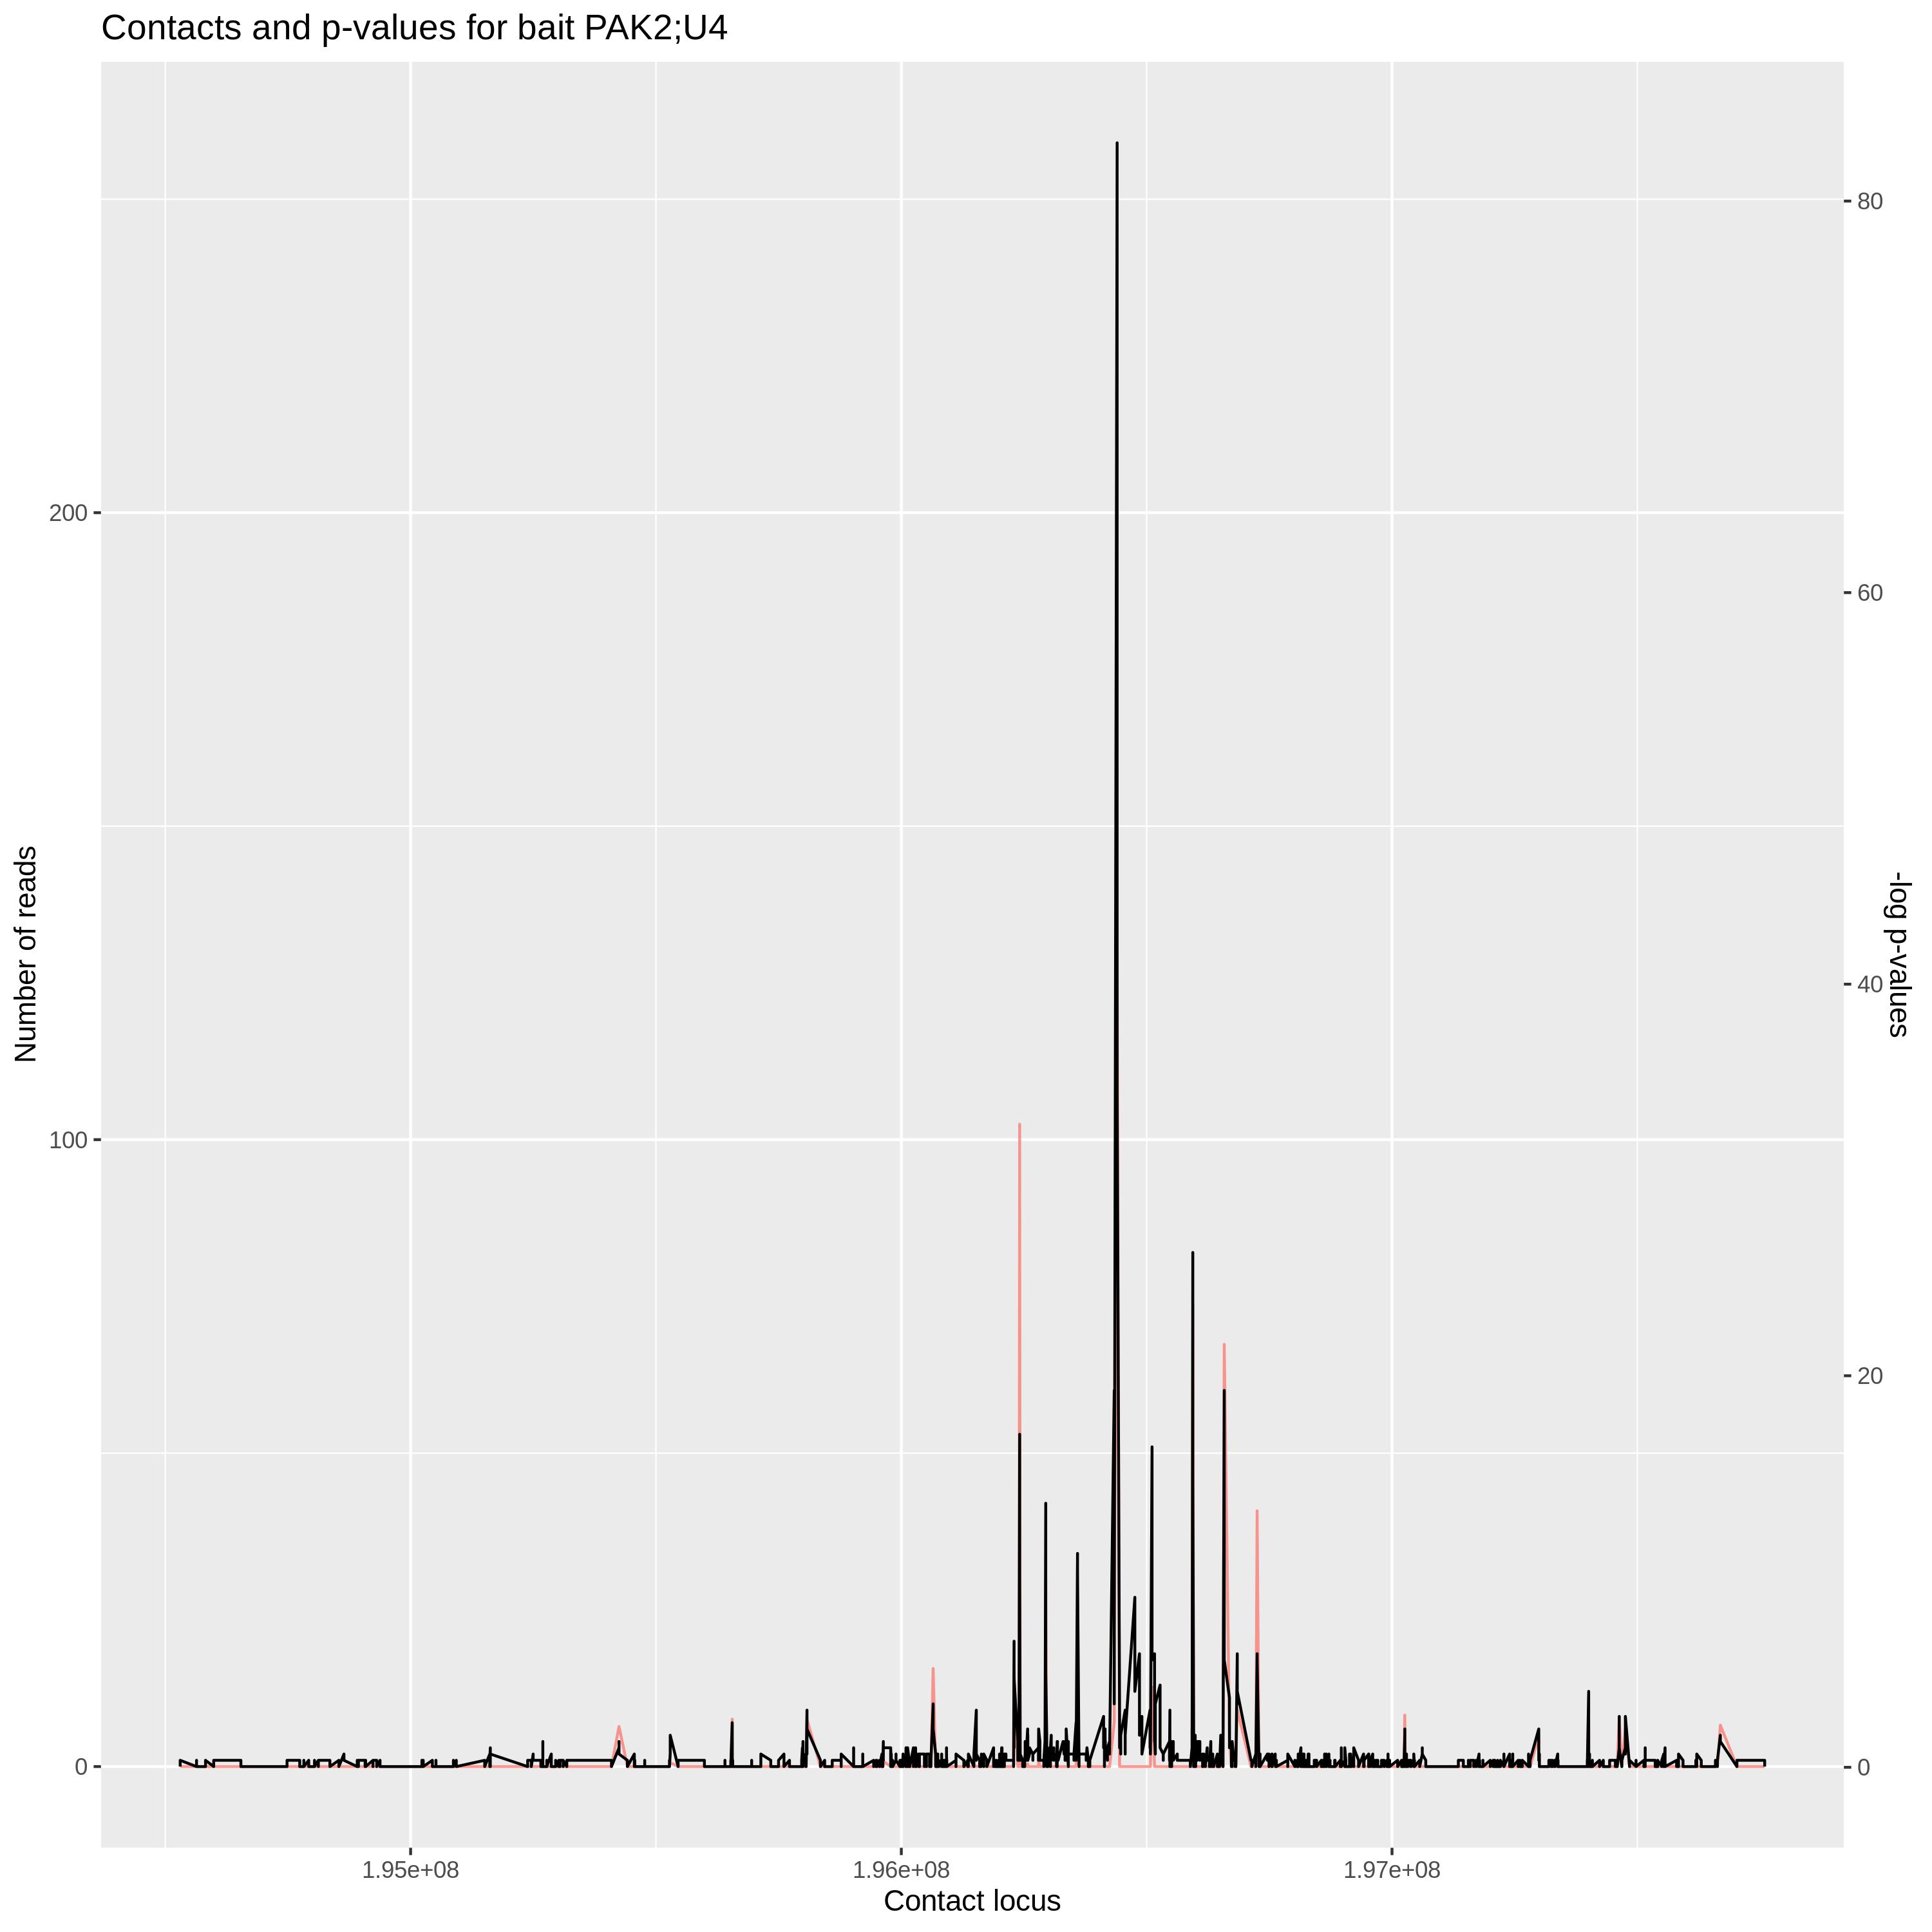 Contacts and p-values for bait PAK2;U4
Number of reads
200
100
0
80
60
40
20
0
-log p-values
1.95e+08
1.96e+08
1.97e+08
Contact locus